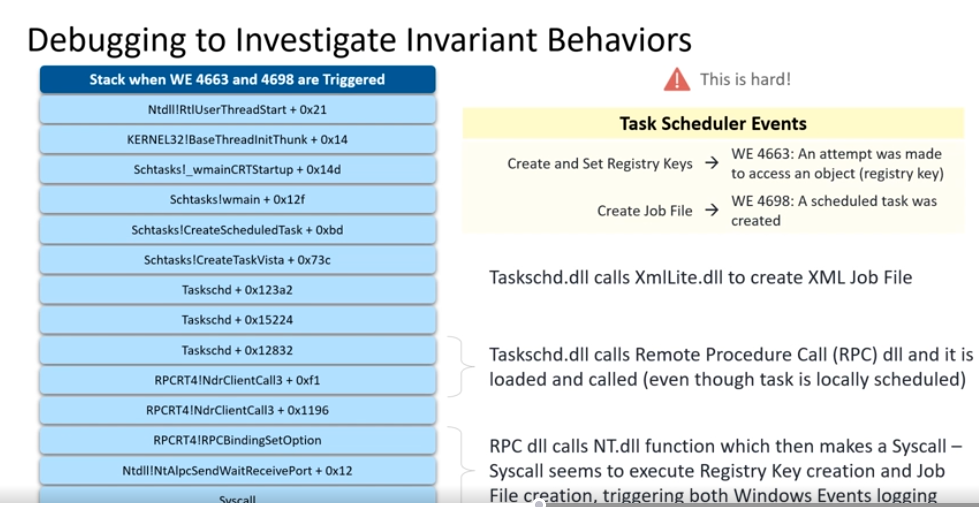 Debugging to Investigate Invariant Behaviors
Stack when WE 4663 and 4698 are Triggered
Ntdll!RtlUserThreadStart + 0x21
KERNEL32!BaseThreadInitThunk + 0x14
Schtasks!_wmainCRTStartup + 0x14d
Schtasks!wmain + 0x12f
Schtasks!CreateScheduledTask + 0xbd
Schtasks!CreateTaskVista + 0x73c
Taskschd + 0x123a2
Taskschd + 0x15224
Taskschd + 0x12832
RPCRT4!NdrClientCall3 + 0xf1
RPCRT4!NdrClientCall3 + 0x1196
RPCRT4!RPCBindingSetOption
Ntdll!NtAlpcSendWaitReceivePort + 0x12
Syscall
This is hard!
Task Scheduler Events
Create and Set Registry Keys → WE 4663: An attempt was made
to access an object (registry key)
Create Job File → WE 4698: A scheduled task was
created
Taskschd.dll calls XmlLite.dll to create XML Job File
Taskschd.dll calls Remote Procedure Call (RPC) dll and it is
loaded and called (even though task is locally scheduled)
RPC dll calls NT.dll function which then makes a Syscall –
Syscall seems to execute Registry Key creation and Job
File creation, triggering both Windows Events logging